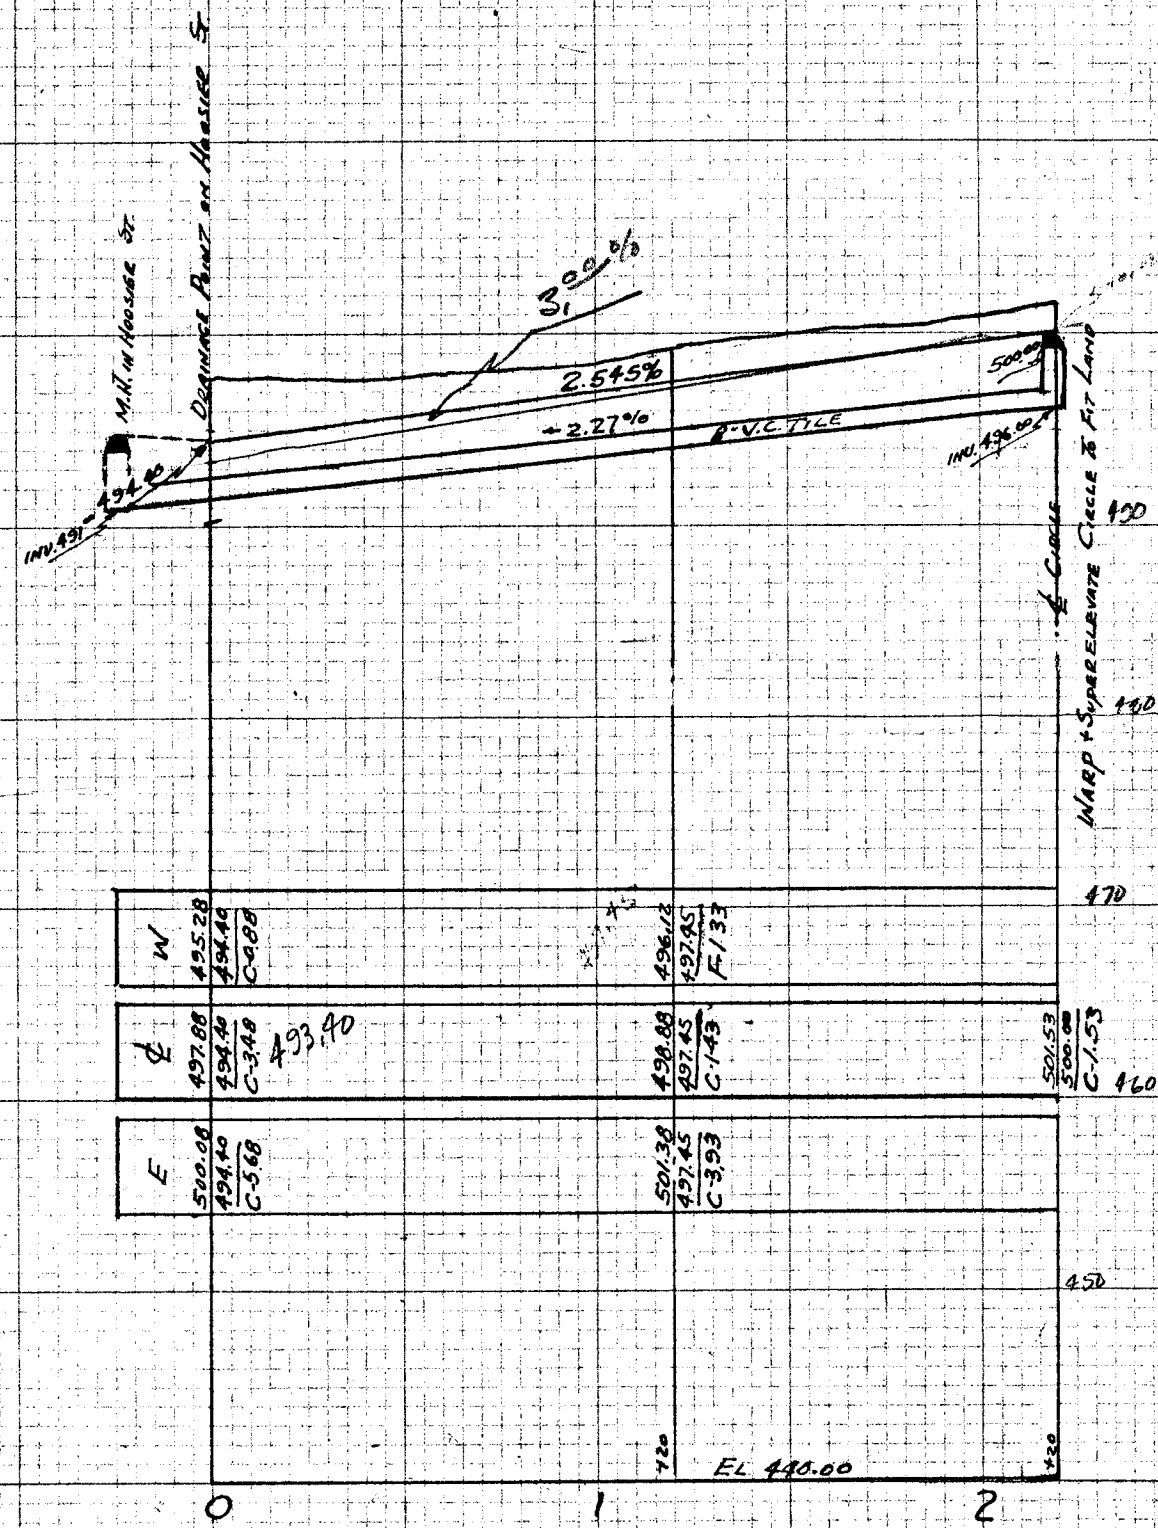 DRAINAGE POINT ON HOOSIER ST
M.H. IN HOOSIER ST.
3.00%
2.545%
←2.27%
P.V.C. TILE
500.00
INV. 496.00
494.40
INV. 491
WARP + SUPERELEVATE CIRCLE TO FIT LAND
℄ CIRCLE
490
480
470
W
495.28
494.40
C-0.88
496.12
497.45
F-1.33
℄
497.88
494.40
C-3.48
493.40
498.88
497.45
C-1.43
501.53
500.00
C-1.53
460
E
500.08
494.40
C-5.68
501.38
497.45
C-3.93
450
+20
EL 440.00
+20
0
1
2